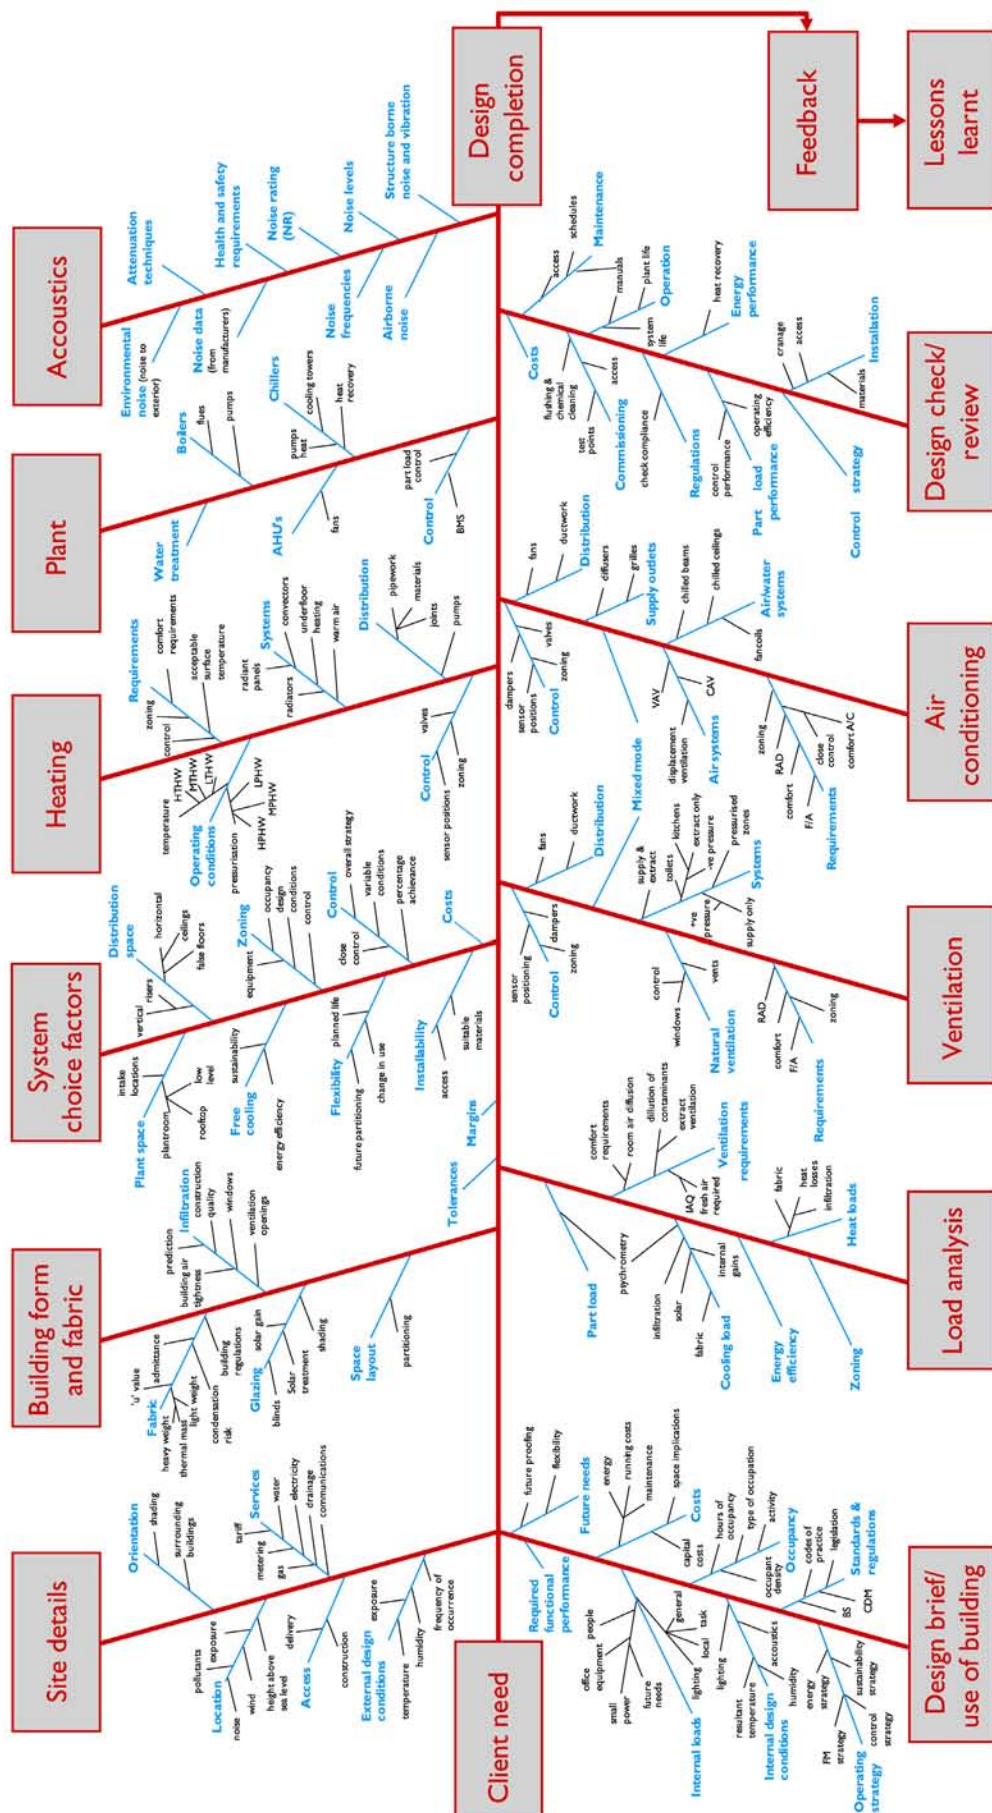 Site details
Orientation
shading
surrounding
buildings
Location
pollutants
exposure
noise
wind
height above
sea level
Services
tariff
metering
gas
water
electricity
drainage
communications
Access
delivery
construction
External design
conditions
exposure
temperature
humidity
frequency of
occurrence
Building form
and fabric
Fabric
'u' value
admittance
heavy weight
thermal mass
light weight
condensation
risk
building
regulations
Infiltration
prediction
building air
tightness
construction
quality
windows
ventilation
openings
Glazing
solar gain
blinds
Solar
treatment
shading
Space
layout
partitioning
System
choice factors
Distribution
space
vertical
risers
horizontal
ceilings
false floors
Plant space
intake
locations
plantroom
rooftop
low
level
Zoning
equipment
occupancy
design
conditions
control
Free
cooling
sustainability
energy efficiency
Control
overall strategy
close
control
variable
conditions
percentage
achievance
Flexibility
planned life
future partitioning
change in use
Installability
access
suitable
materials
Costs
Margins
Tolerances
Heating
Requirements
zoning
control
comfort
requirements
acceptable
surface
temperature
Operating
conditions
temperature
HTHW
MTHW
LTHW
pressurisation
HPHW
MPHW
LPHW
Systems
radiant
panels
radiators
convectors
underfloor
heating
warm air
Distribution
pipework
materials
joints
pumps
Control
valves
sensor positions
zoning
Plant
Water
treatment
Boilers
flues
pumps
Chillers
pumps
heat
cooling towers
heat
recovery
AHU's
fans
Control
part load
control
BMS
Accoustics
Environmental
noise (noise to
exterior)
Attenuation
techniques
Noise data
(from
manufacturers)
Health and safety
requirements
Noise rating
(NR)
Noise
frequencies
Noise levels
Airborne
noise
Structure borne
noise and vibration
Client need
Design
completion
Feedback
Lessons
learnt
Required
functional
performance
Future needs
future proofing
flexibility
Internal loads
people
office
equipment
small
power
future
needs
lighting
general
task
local
Costs
energy
running costs
maintenance
space implications
capital
costs
Internal design
conditions
lighting
accoustics
resultant
temperature
humidity
Occupancy
hours of
occupancy
type of occupation
activity
occupant
density
Standards &
regulations
codes of
practice
legislation
BS
CDM
Operating
strategy
energy
strategy
sustainability
strategy
FM
strategy
control
strategy
Design brief/
use of building
Part load
psychrometry
Cooling load
infiltration
solar
fabric
internal
gains
Ventilation
requirements
comfort
requirements
room air diffusion
dillution of
contaminants
extract
ventilation
IAQ
fresh air
required
Energy
efficiency
Heat loads
fabric
heat
losses
infiltration
Zoning
Load analysis
Control
sensor
positioning
dampers
zoning
Distribution
fans
ductwork
Mixed mode
Natural
ventilation
control
windows
vents
Systems
supply &
extract
toilets
kitchens
extract only
-ve pressure
pressurised
zones
+ve
pressure
supply only
Requirements
RAD
comfort
F/A
zoning
Ventilation
Control
dampers
sensor
positions
valves
zoning
Distribution
fans
ductwork
Supply outlets
diffusers
grilles
Air systems
VAV
CAV
displacement
ventilation
Air/water
systems
chilled beams
chilled ceilings
fancoils
Requirements
zoning
RAD
comfort
F/A
close
control
comfort A/C
Air
conditioning
Costs
Maintenance
access
schedules
manuals
Commissioning
flushing &
chemical
cleaning
test
points
access
Operation
plant life
system
life
Regulations
check compliance
Energy
performance
heat recovery
Part
load
performance
control
performance
operating
efficiency
Control
strategy
Installation
cranage
access
materials
Design check/
review